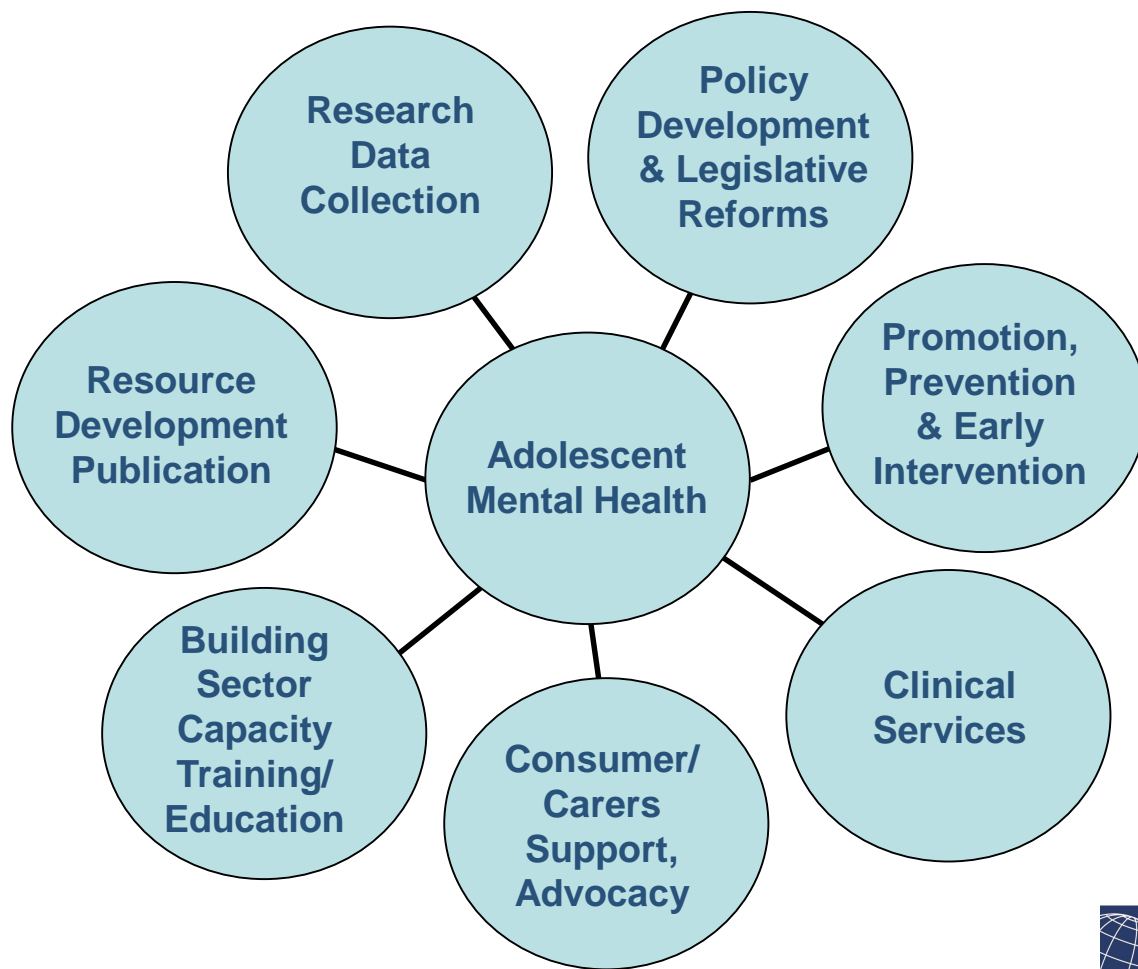 Research
Data
Collection
Policy
Development
& Legislative
Reforms
Promotion,
Prevention
& Early
Intervention
Resource
Development
Publication
Adolescent
Mental Health
Clinical
Services
Building
Sector
Capacity
Training/
Education
Consumer/
Carers
Support,
Advocacy